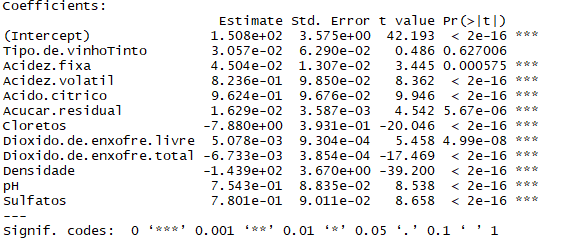 Coefficients:
Estimate Std. Error t value Pr(>|t|)
(Intercept) 1.508e+02 3.575e+00 42.193 < 2e-16 ***
Tipo.de.vinhoTinto 3.057e-02 6.290e-02 0.486 0.627006
Acidez.fixa 4.504e-02 1.307e-02 3.445 0.000575 ***
Acidez.volatil 8.236e-01 9.850e-02 8.362 < 2e-16 ***
Acido.citrico 9.624e-01 9.676e-02 9.946 < 2e-16 ***
Acucar.residual 1.629e-02 3.587e-03 4.542 5.67e-06 ***
Cloretos -7.880e+00 3.931e-01 -20.046 < 2e-16 ***
Dioxido.de.enxofre.livre 5.078e-03 9.304e-04 5.458 4.99e-08 ***
Dioxido.de.enxofre.total -6.733e-03 3.854e-04 -17.469 < 2e-16 ***
Densidade -1.439e+02 3.670e+00 -39.200 < 2e-16 ***
pH 7.543e-01 8.835e-02 8.538 < 2e-16 ***
Sulfatos 7.801e-01 9.011e-02 8.658 < 2e-16 ***
---
Signif. codes: 0 ‘***’ 0.001 ‘**’ 0.01 ‘*’ 0.05 ‘.’ 0.1 ‘ ’ 1